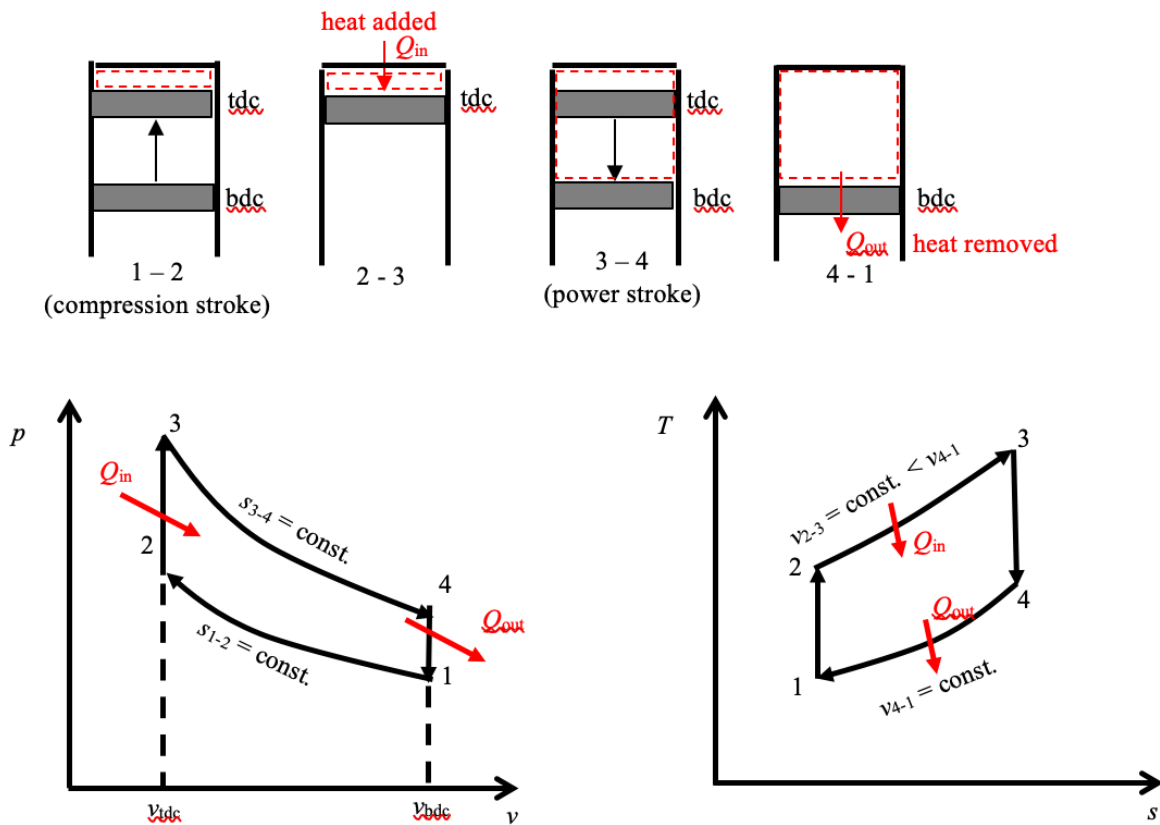 heat added
Qin
tdc
tdc
tdc
bdc
bdc
bdc
Qout heat removed
1 – 2
2 - 3
3 – 4
4 - 1
(compression stroke)
(power stroke)
p
3
Qin
s3-4 = const.
2
4
Qout
s1-2 = const.
1
vtdc
vbdc
v
T
3
v2-3 = const. < v4-1
Qin
2
Qout
4
1
v4-1 = const.
s